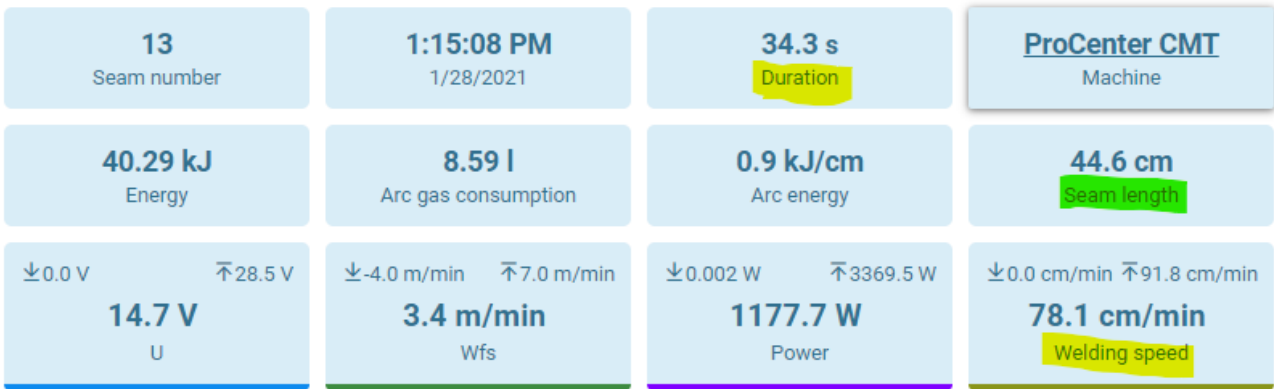 13
Seam number
1:15:08 PM
1/28/2021
34.3 s
Duration
ProCenter CMT
Machine
40.29 kJ
Energy
8.59 l
Arc gas consumption
0.9 kJ/cm
Arc energy
44.6 cm
Seam length
0.0 V 28.5 V
14.7 V
U
-4.0 m/min 7.0 m/min
3.4 m/min
Wfs
0.002 W 3369.5 W
1177.7 W
Power
0.0 cm/min 91.8 cm/min
78.1 cm/min
Welding speed